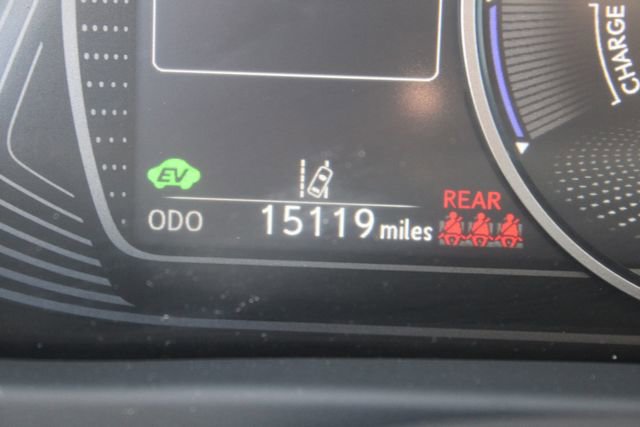 CHARGE
EV
REAR
ODO 15119 miles